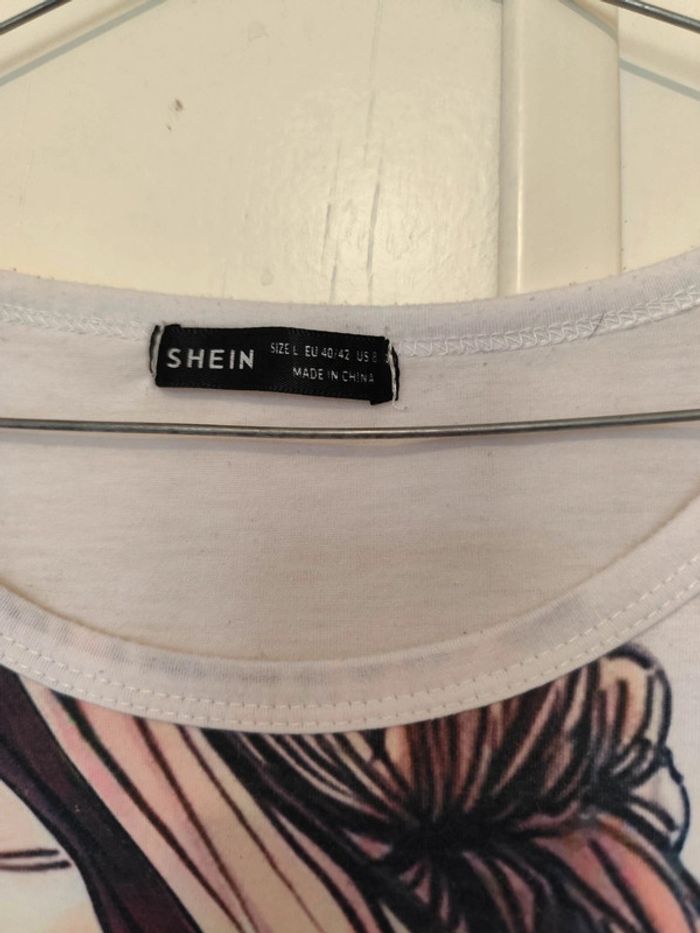 SHEIN
SIZE L EU 40/42 US 8
MADE IN CHINA